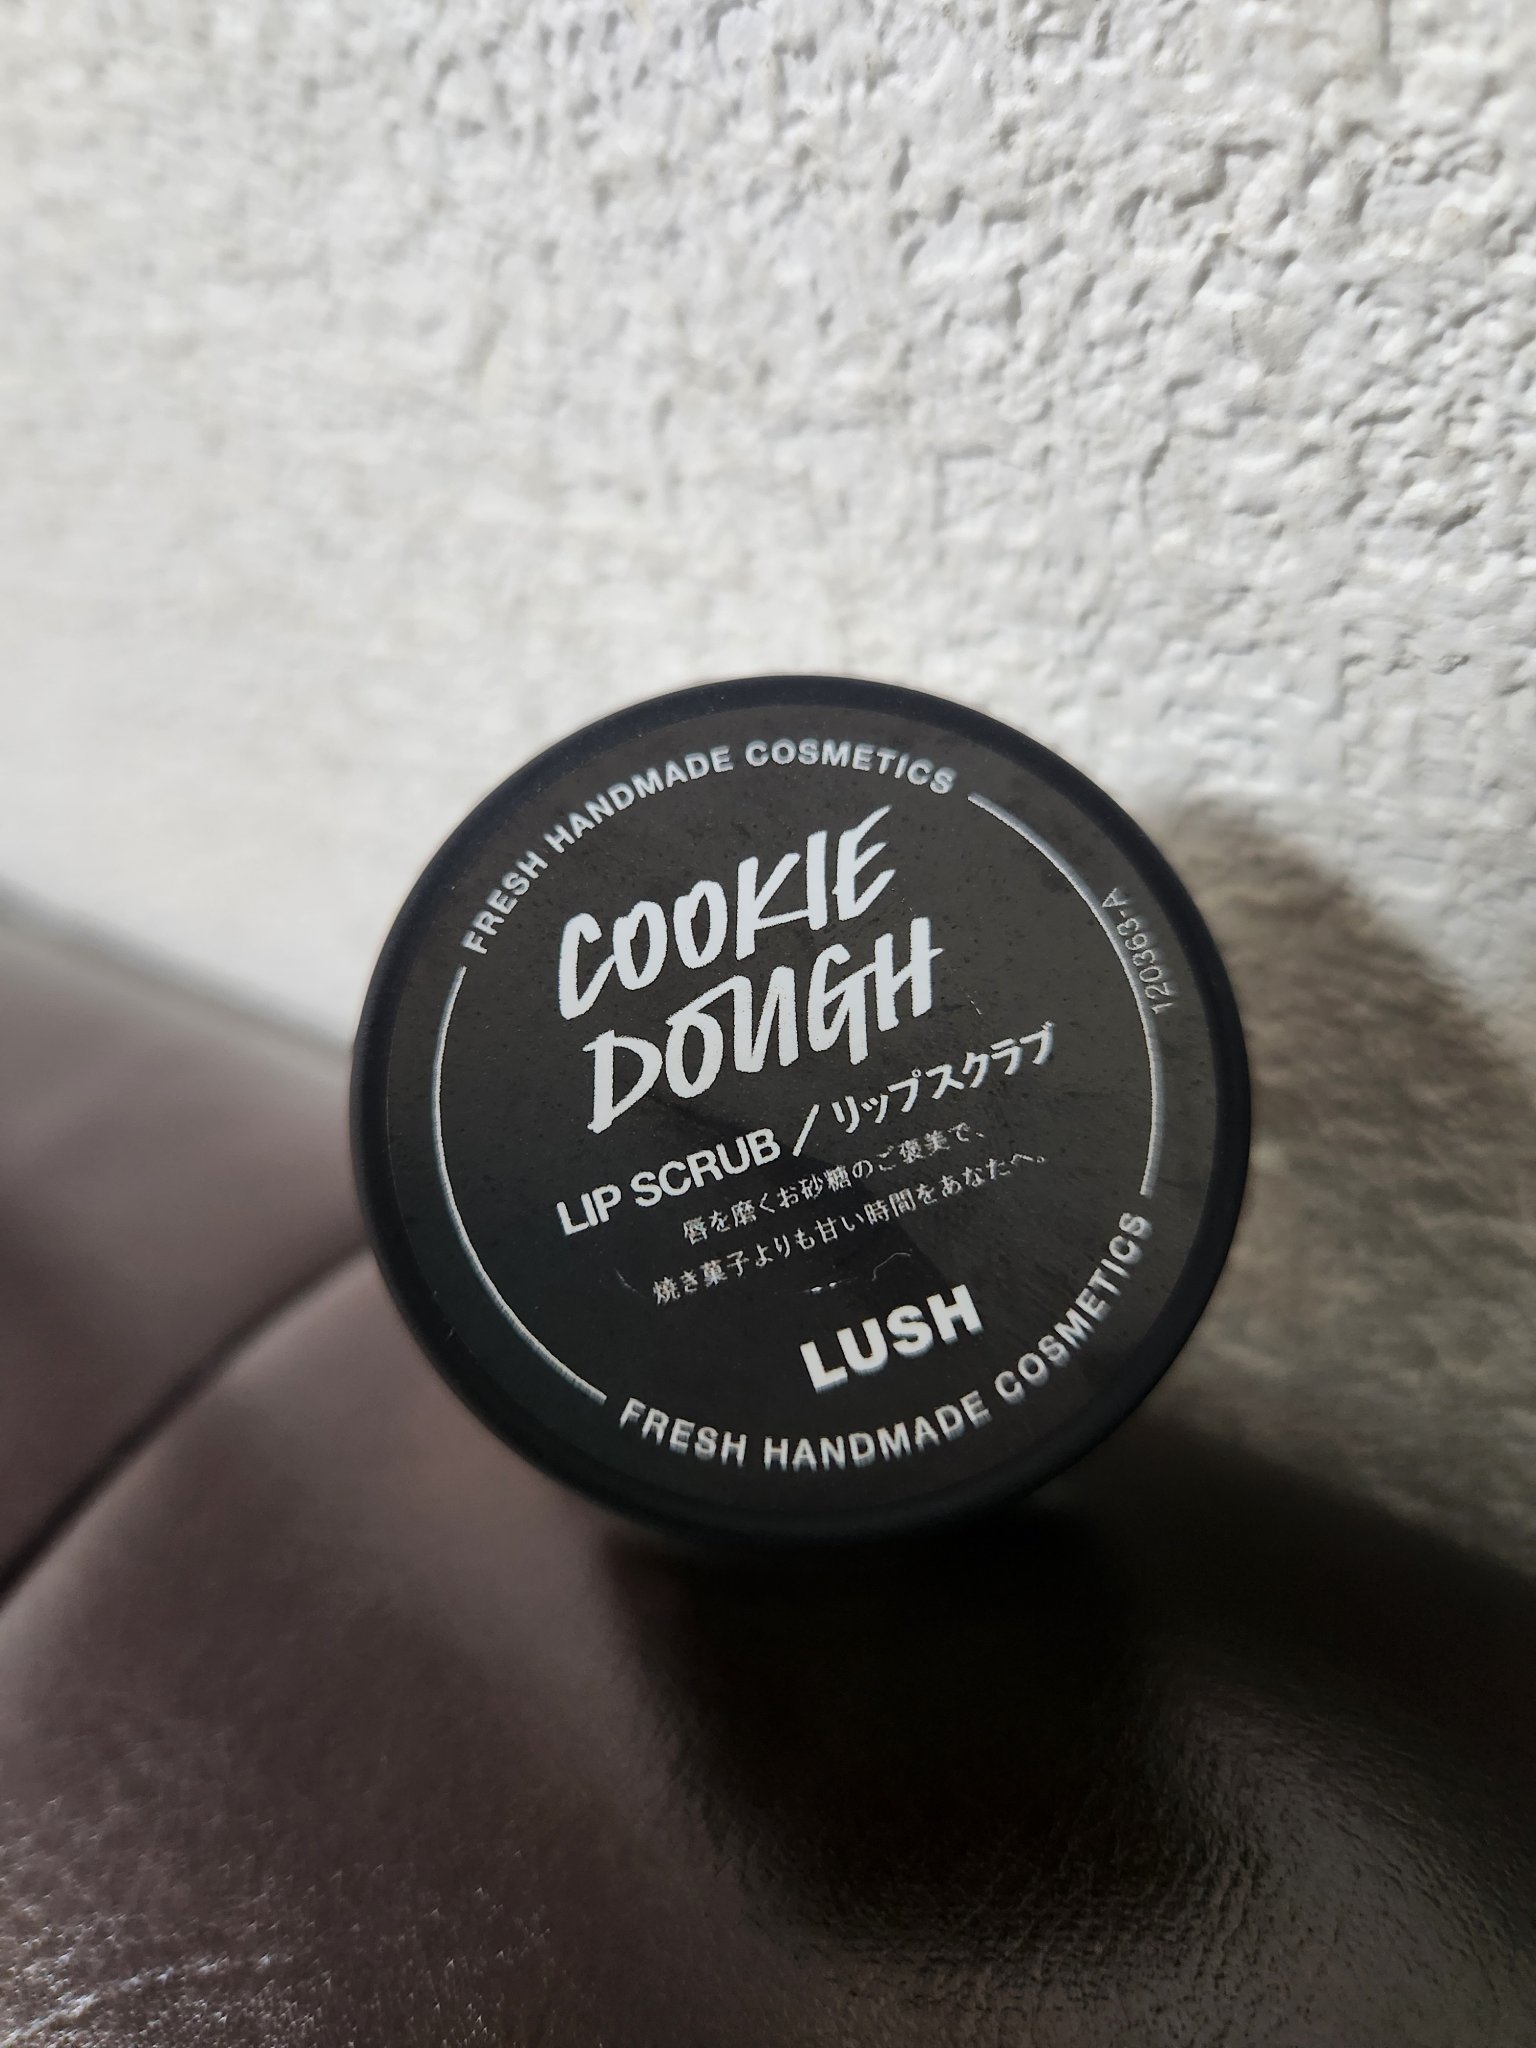 FRESH HANDMADE COSMETICS
COOKIE
DOUGH
LIP SCRUB／リップスクラブ
唇を磨くお砂糖のご褒美で、
焼き菓子よりも甘い時間をあなたへ。
LUSH
FRESH HANDMADE COSMETICS
120363-A